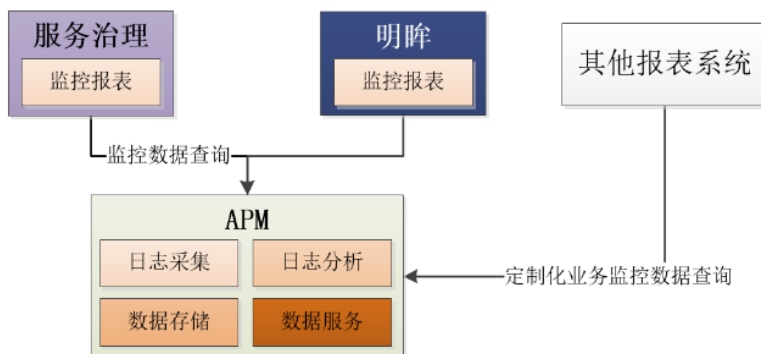 服务治理
监控报表
明眸
监控报表
其他报表系统
监控数据查询
APM
日志采集
日志分析
数据存储
数据服务
定制化业务监控数据查询